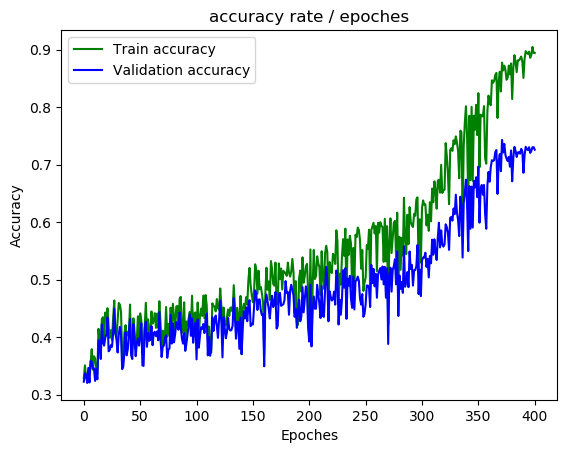 accuracy rate / epoches
Train accuracy
Validation accuracy
Accuracy
0.9
0.8
0.7
0.6
0.5
0.4
0.3
0 50 100 150 200 250 300 350 400
Epoches